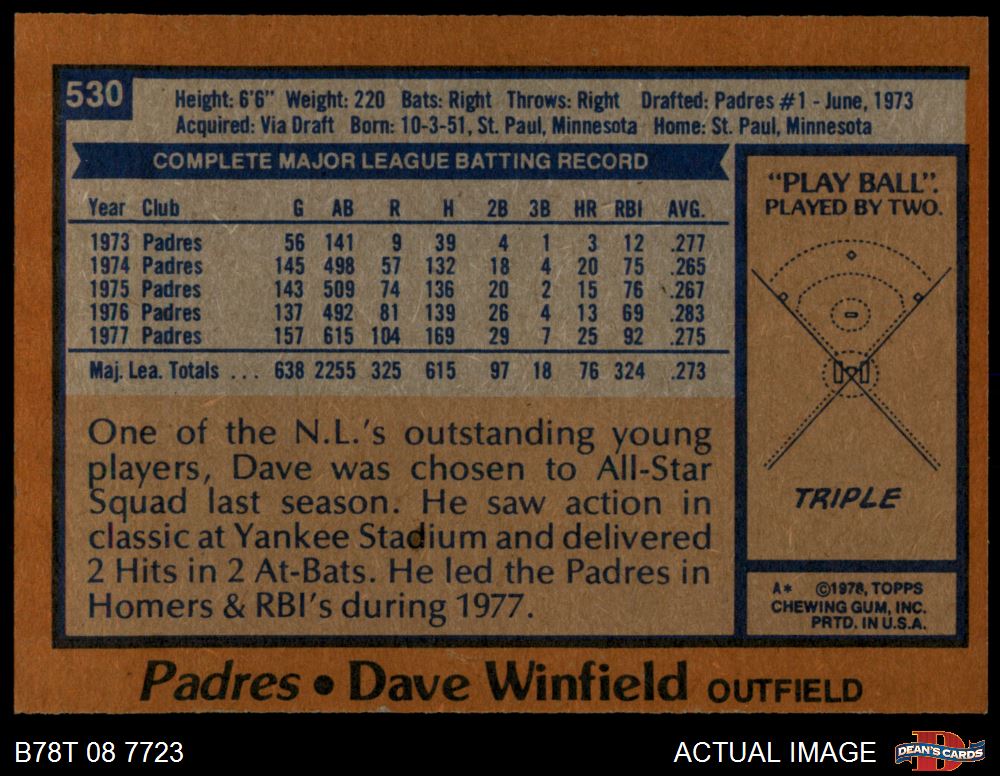 530
Height: 6'6" Weight: 220 Bats: Right Throws: Right Drafted: Padres #1 - June, 1973
Acquired: Via Draft Born: 10-3-51, St. Paul, Minnesota Home: St. Paul, Minnesota
COMPLETE MAJOR LEAGUE BATTING RECORD
Year Club G AB R H 2B 3B HR RBI AVG.
1973 Padres 56 141 9 39 4 1 3 12 .277
1974 Padres 145 498 57 132 18 4 20 75 .265
1975 Padres 143 509 74 136 20 2 15 76 .267
1976 Padres 137 492 81 139 26 4 13 69 .283
1977 Padres 157 615 104 169 29 7 25 92 .275
Maj. Lea. Totals ... 638 2255 325 615 97 18 76 324 .273
One of the N.L.'s outstanding young
players, Dave was chosen to All-Star
Squad last season. He saw action in
classic at Yankee Stadium and delivered
2 Hits in 2 At-Bats. He led the Padres in
Homers & RBI's during 1977.
"PLAY BALL".
PLAYED BY TWO.
TRIPLE
A* ©1978, TOPPS
CHEWING GUM, INC.
PRTD. IN U.S.A.
Padres • Dave Winfield OUTFIELD
B78T 08 7723
ACTUAL IMAGE
DEAN'S CARDS